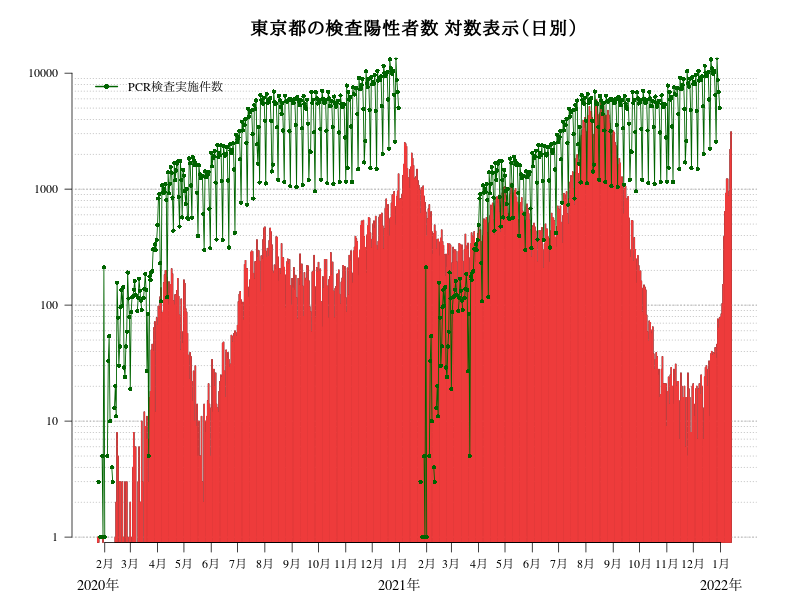 東京都の検査陽性者数 対数表示（日別）
10000
PCR検査実施件数
1000
100
10
1
2月 3月 4月 5月 6月 7月 8月 9月 10月 11月 12月 1月 2月 3月 4月 5月 6月 7月 8月 9月 10月 11月 12月 1月
2020年 2021年 2022年